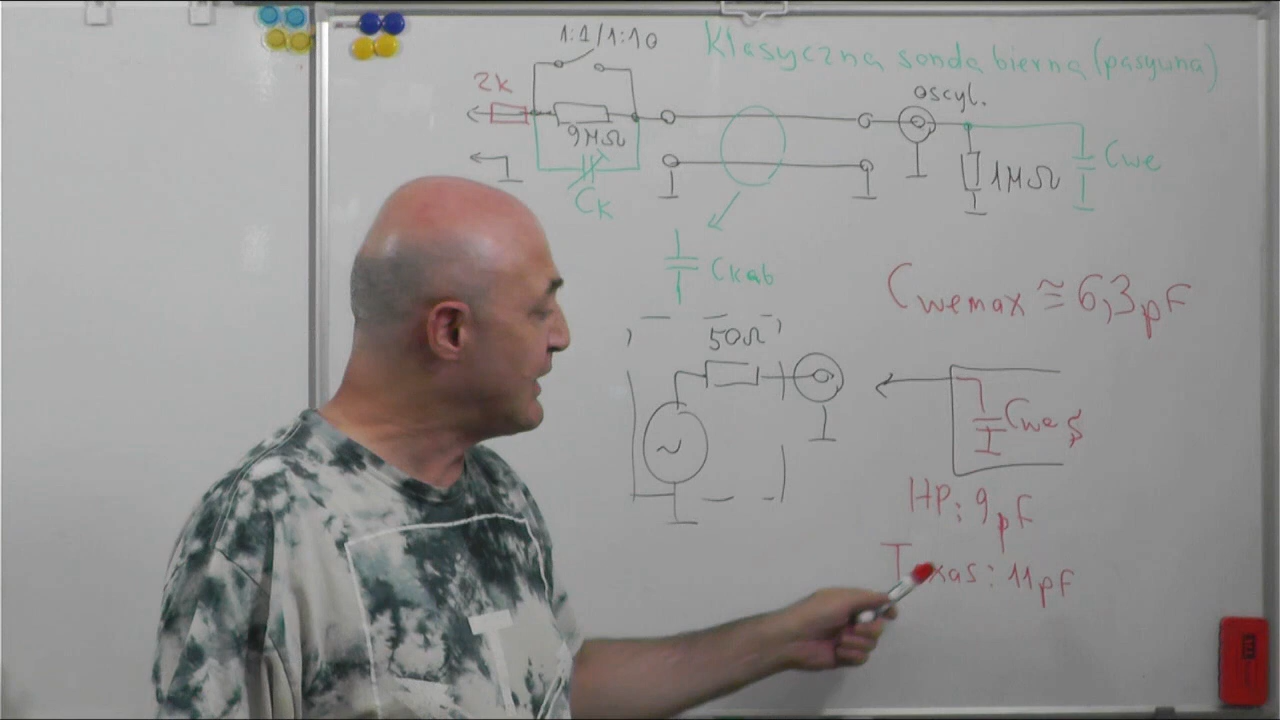 1:1/1:10
Klasyczna sonda bierna (pasywna)
2K
9MΩ
CK
oscyl.
1MΩ
Cwe
Ckab
Cwemax ≅ 6,3pF
50Ω
~
Cwe
HP: 9pF
xas: 11pF